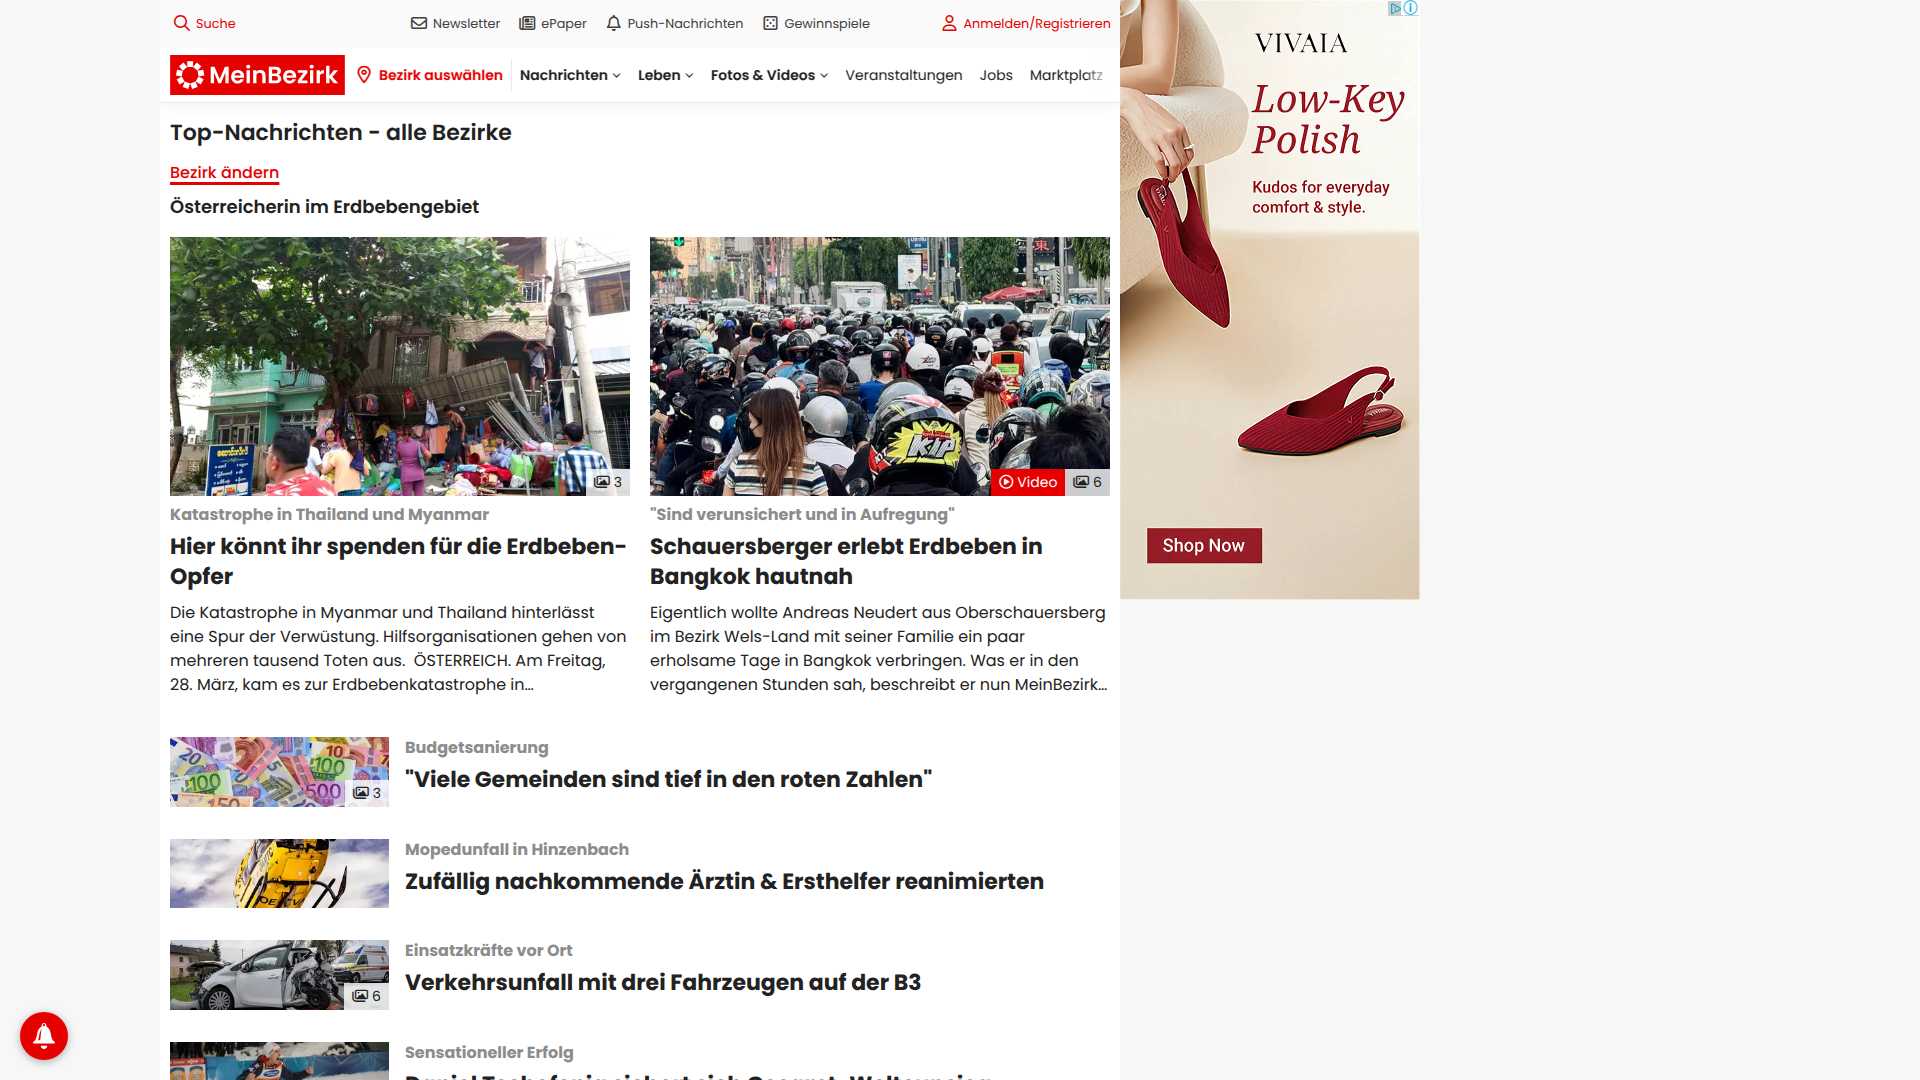 Suche
Newsletter
ePaper
Push-Nachrichten
Gewinnspiele
Anmelden/Registrieren
MeinBezirk
Bezirk auswählen
Nachrichten
Leben
Fotos & Videos
Veranstaltungen
Jobs
Marktplatz
Top-Nachrichten - alle Bezirke
Bezirk ändern
Österreicherin im Erdbebengebiet
3
KiP
Video
6
Katastrophe in Thailand und Myanmar
Hier könnt ihr spenden für die Erdbeben-
Opfer
Die Katastrophe in Myanmar und Thailand hinterlässt
eine Spur der Verwüstung. Hilfsorganisationen gehen von
mehreren tausend Toten aus.  ÖSTERREICH. Am Freitag,
28. März, kam es zur Erdbebenkatastrophe in...
"Sind verunsichert und in Aufregung"
Schauersberger erlebt Erdbeben in
Bangkok hautnah
Eigentlich wollte Andreas Neudert aus Oberschauersberg
im Bezirk Wels-Land mit seiner Familie ein paar
erholsame Tage in Bangkok verbringen. Was er in den
vergangenen Stunden sah, beschreibt er nun MeinBezirk...
3
Budgetsanierung
"Viele Gemeinden sind tief in den roten Zahlen"
Mopedunfall in Hinzenbach
Zufällig nachkommende Ärztin & Ersthelfer reanimierten
6
Einsatzkräfte vor Ort
Verkehrsunfall mit drei Fahrzeugen auf der B3
Sensationeller Erfolg
VIVAIA
Low-Key
Polish
Kudos for everyday
comfort & style.
Shop Now